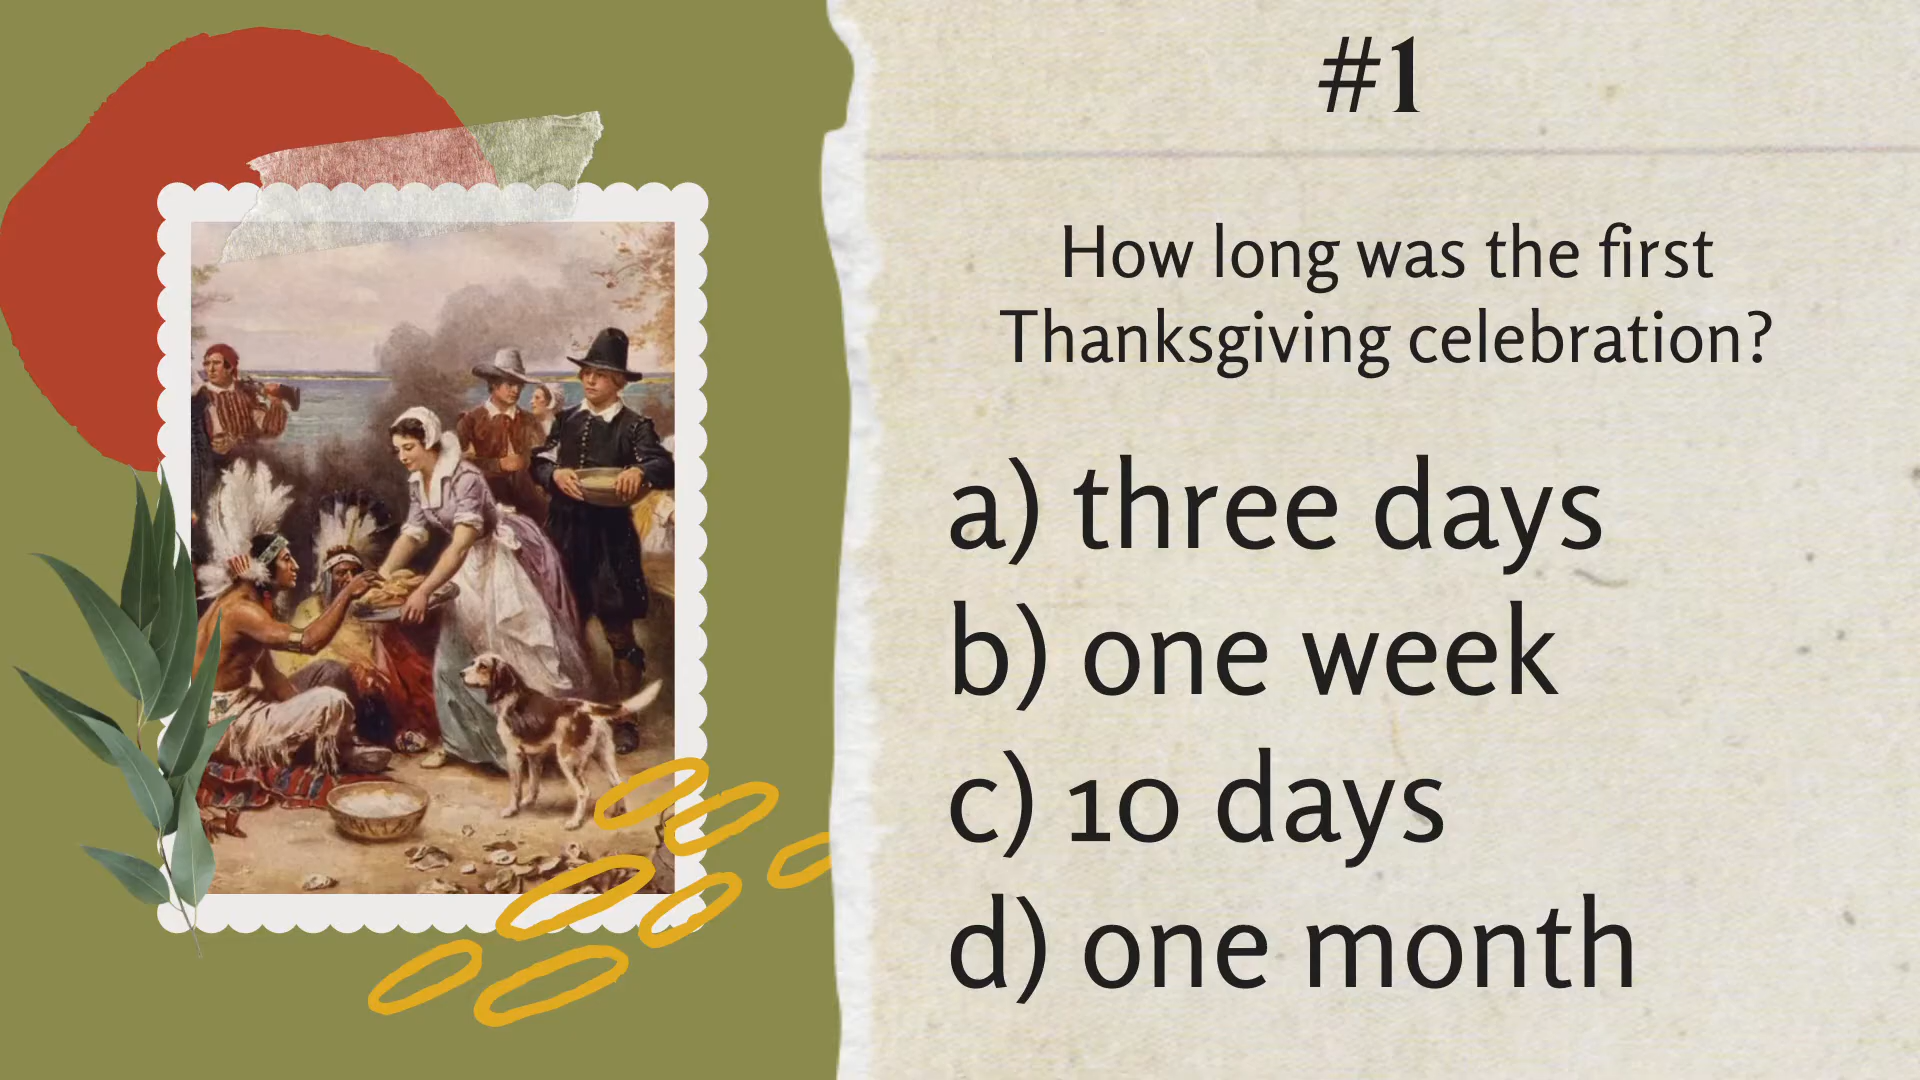 #1
How long was the first
Thanksgiving celebration?
a) three days
b) one week
c) 10 days
d) one month